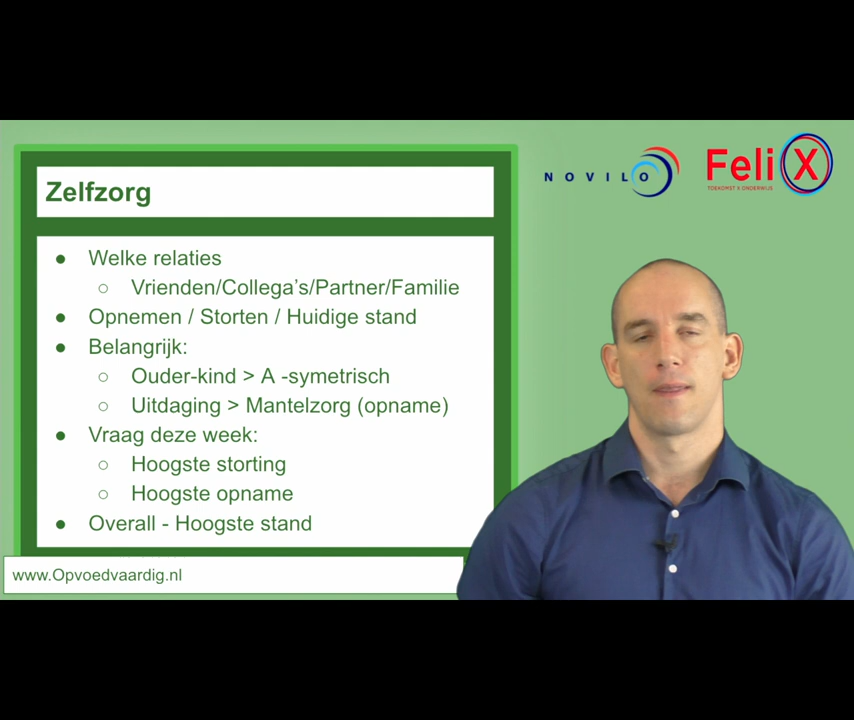 NOVILO
FeliX
TOEKOMST X ONDERWIJS
Zelfzorg
● Welke relaties
○ Vrienden/Collega's/Partner/Familie
● Opnemen / Storten / Huidige stand
● Belangrijk:
○ Ouder-kind > A -symetrisch
○ Uitdaging > Mantelzorg (opname)
● Vraag deze week:
○ Hoogste storting
○ Hoogste opname
● Overall - Hoogste stand
www.Opvoedvaardig.nl